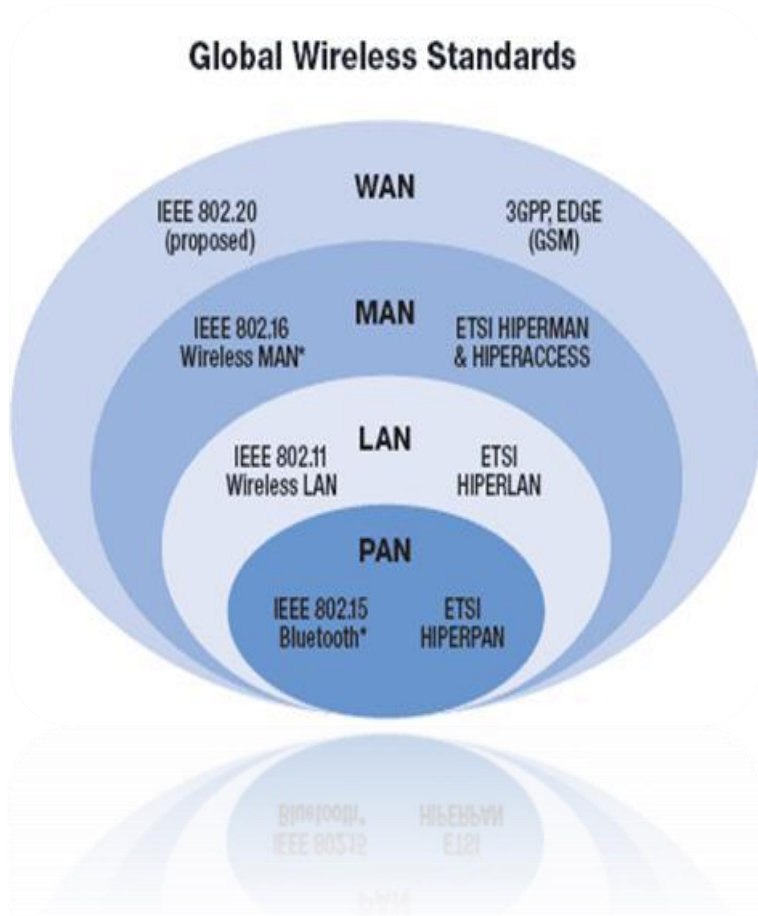 Global Wireless Standards
WAN
IEEE 802.20
(proposed)
3GPP, EDGE
(GSM)
MAN
IEEE 802.16
Wireless MAN*
ETSI HIPERMAN
& HIPERACCESS
LAN
IEEE 802.11
Wireless LAN
ETSI
HIPERLAN
PAN
IEEE 802.15
Bluetooth*
ETSI
HIPERPAN